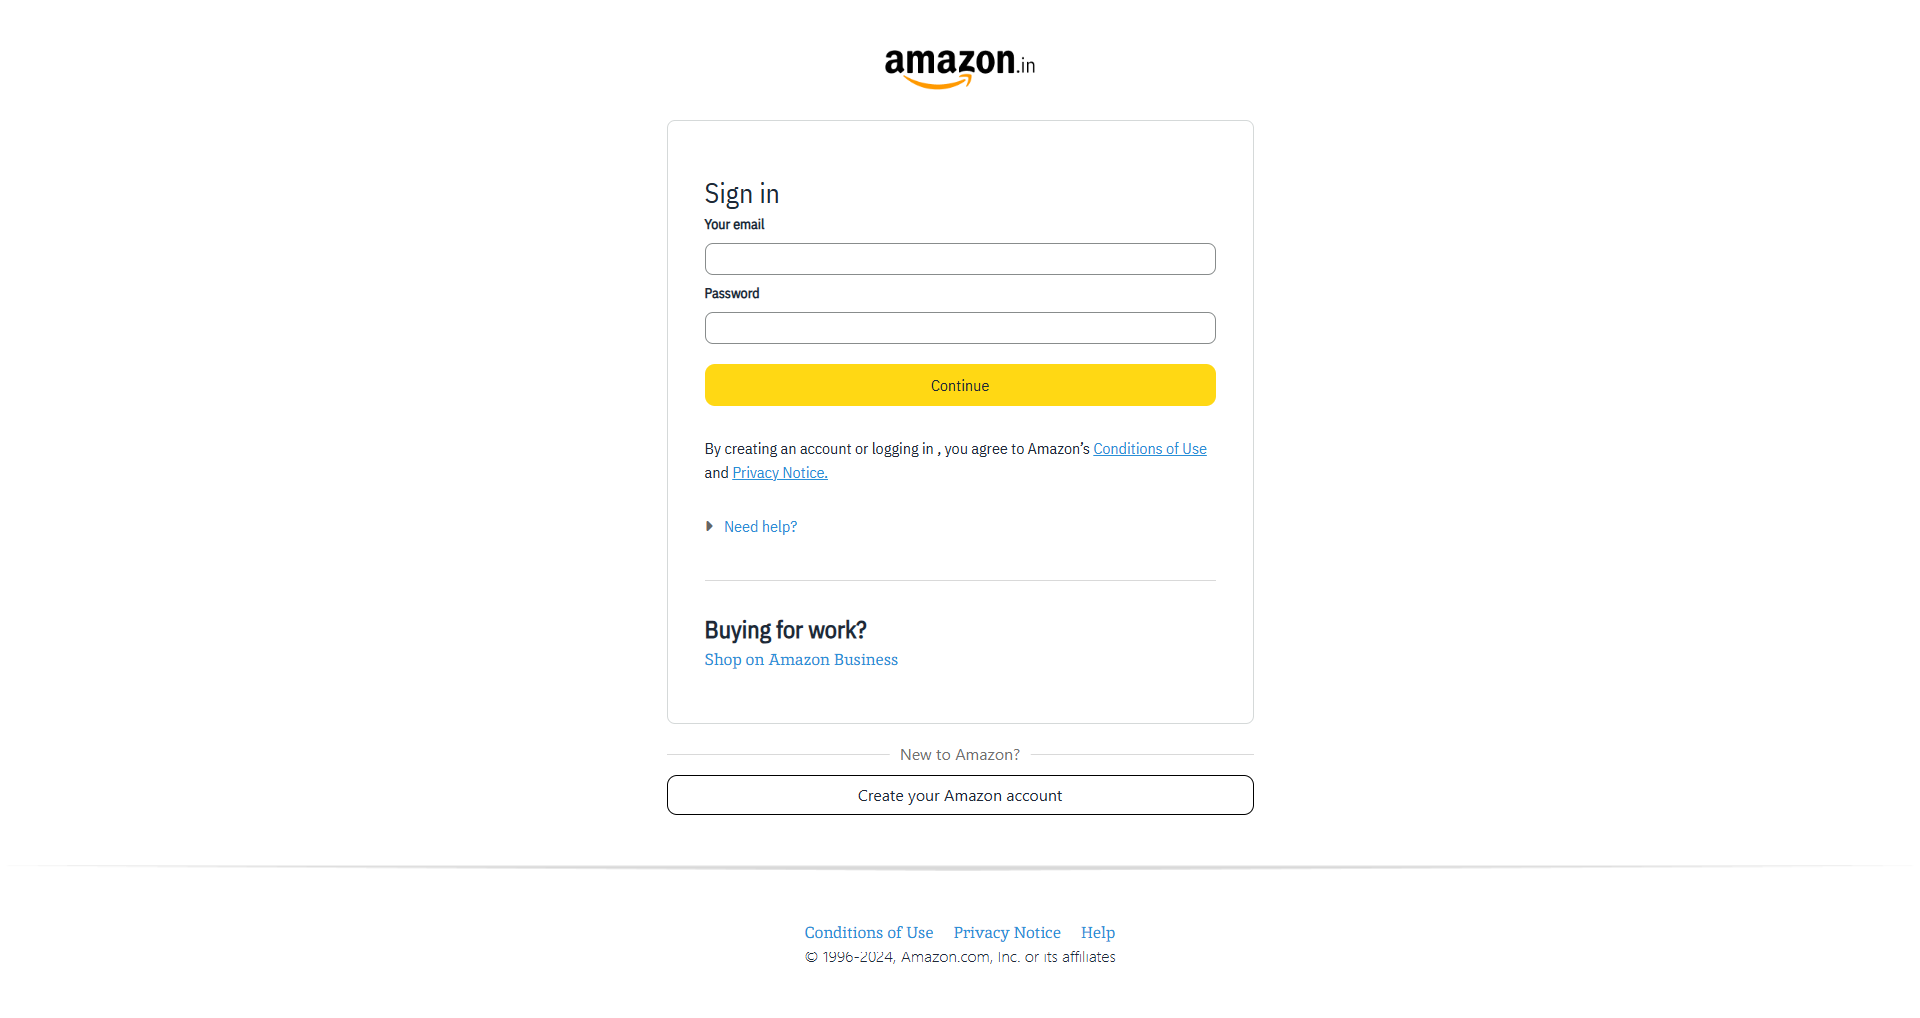 amazon.in
Sign in
Your email
Password
Continue
By creating an account or logging in , you agree to Amazon’s Conditions of Use
and Privacy Notice.
Need help?
Buying for work?
Shop on Amazon Business
New to Amazon?
Create your Amazon account
Conditions of Use Privacy Notice Help
© 1996-2024, Amazon.com, Inc. or its affiliates